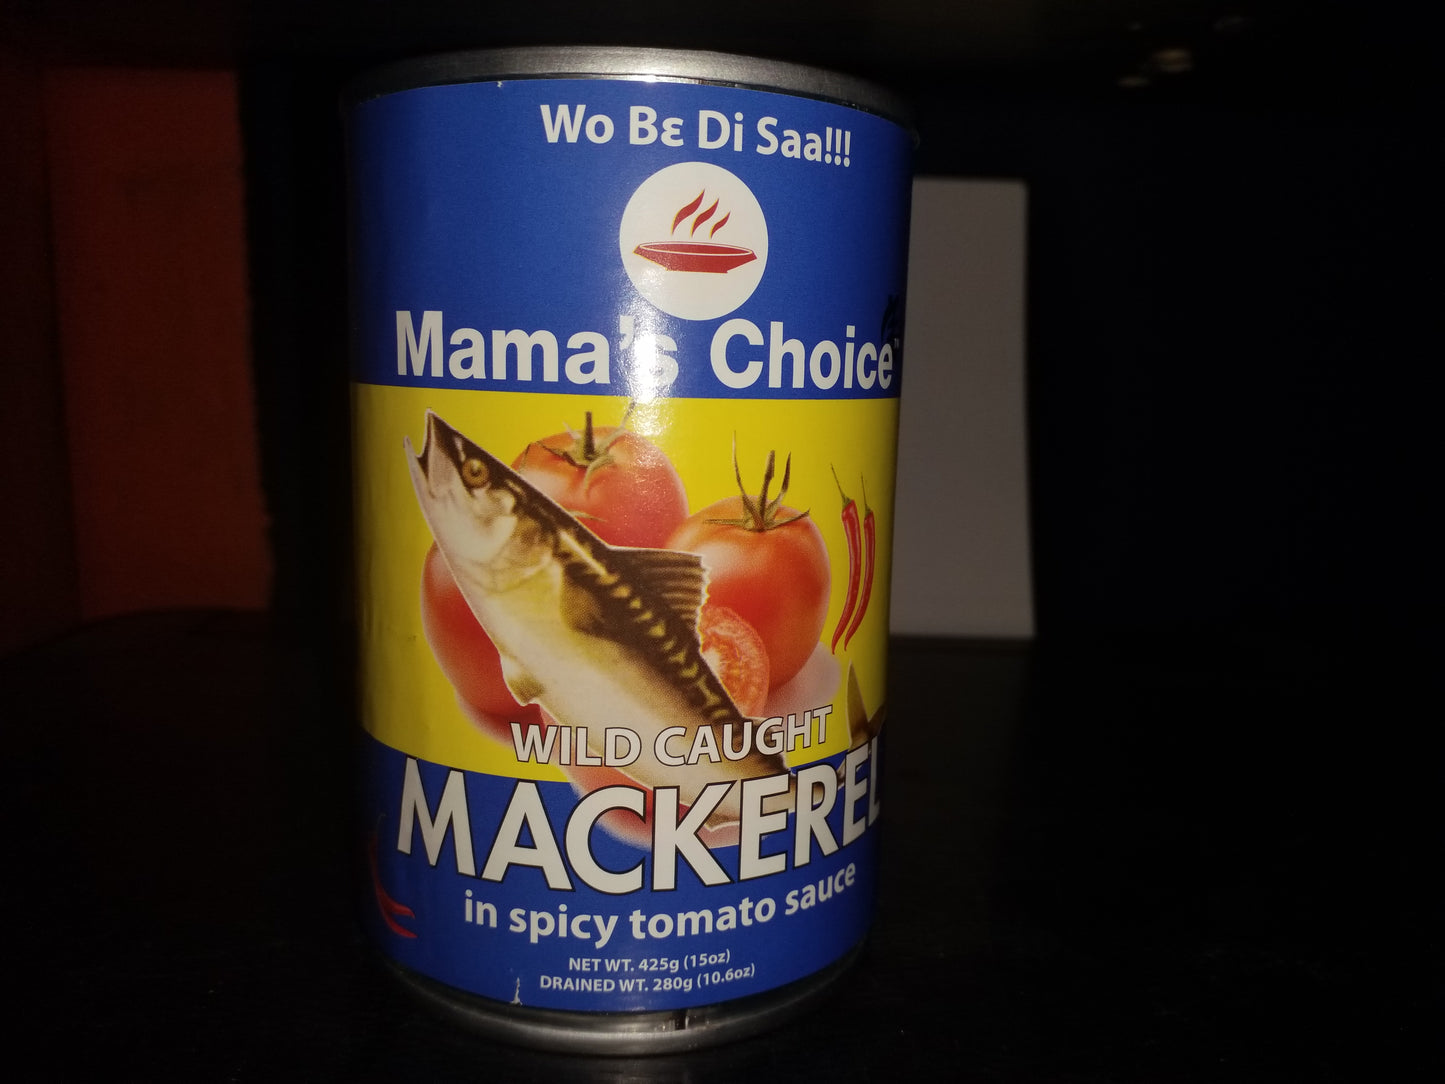 Wo Bɛ Di Saa!!!
Mama's Choice™
WILD CAUGHT
MACKEREL
in spicy tomato sauce
NET WT. 425g (15oz)
DRAINED WT. 280g (10.6oz)